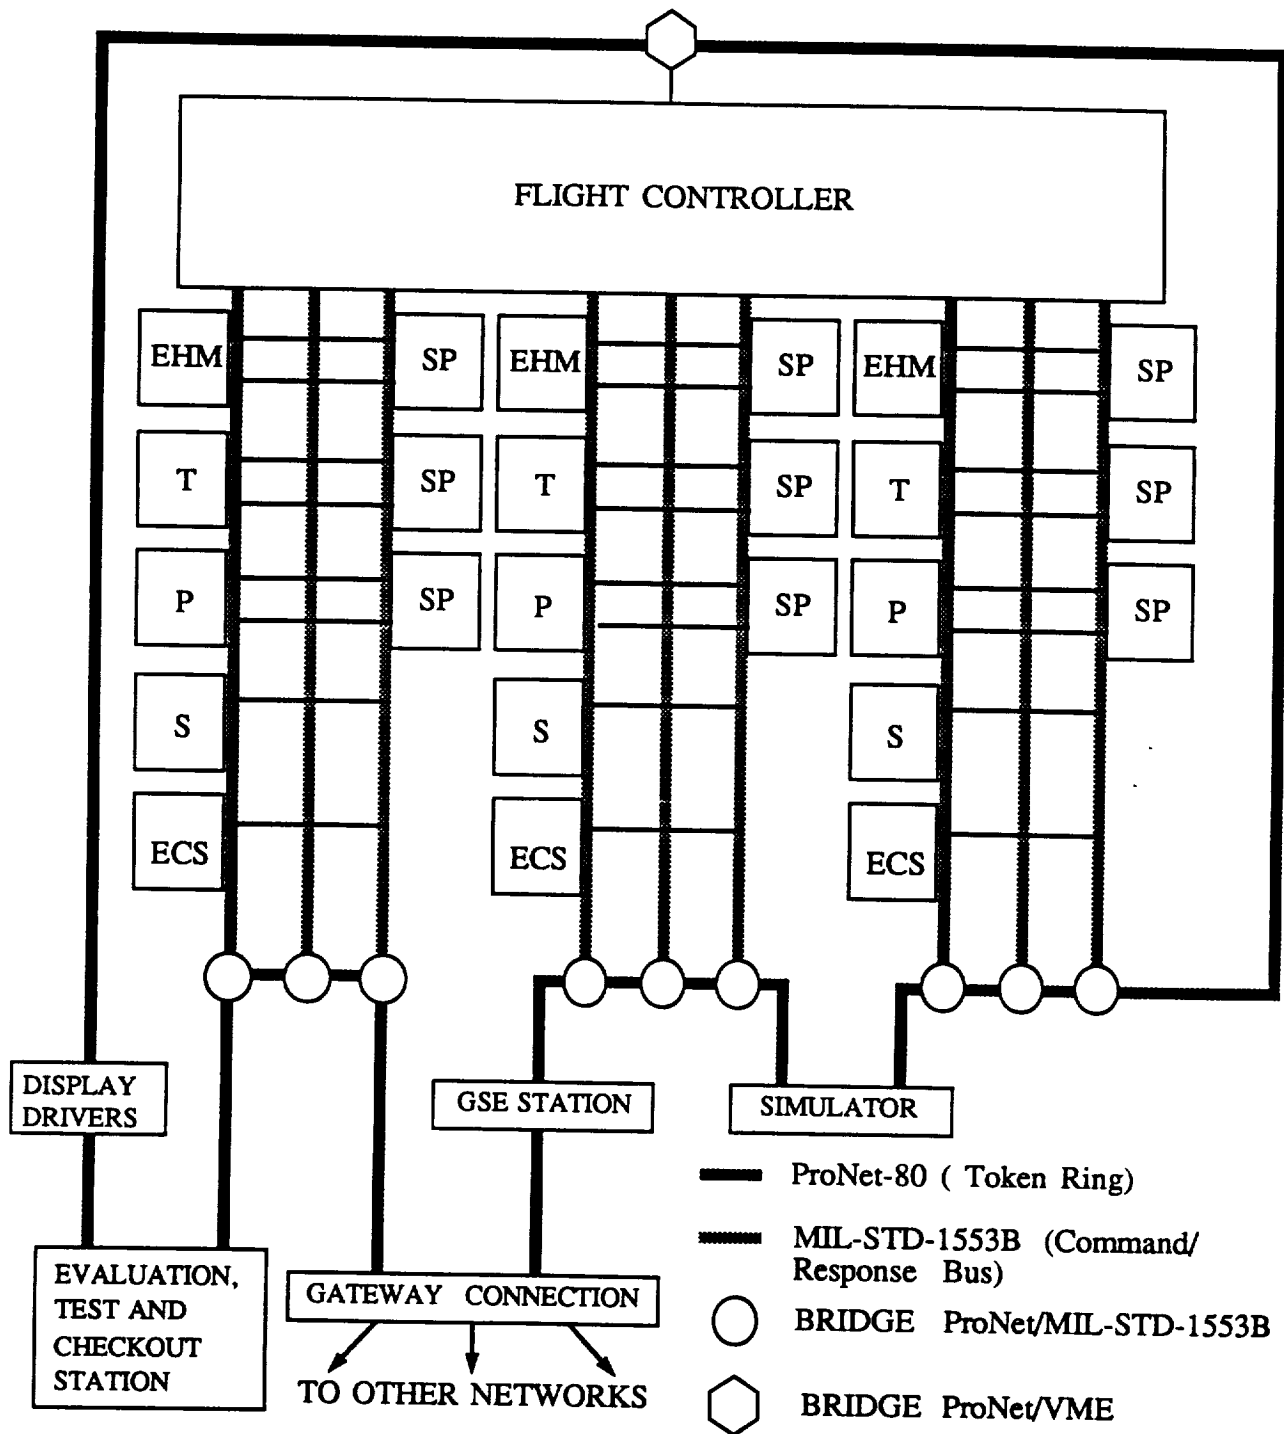 FLIGHT CONTROLLER
EHM
SP
EHM
SP
EHM
SP
T
SP
T
SP
T
SP
P
SP
P
SP
P
SP
S
S
S
ECS
ECS
ECS
DISPLAY
DRIVERS
GSE STATION
SIMULATOR
EVALUATION,
TEST AND
CHECKOUT
STATION
GATEWAY CONNECTION
TO OTHER NETWORKS
ProNet-80 ( Token Ring)
MIL-STD-1553B (Command/
Response Bus)
BRIDGE ProNet/MIL-STD-1553B
BRIDGE ProNet/VME